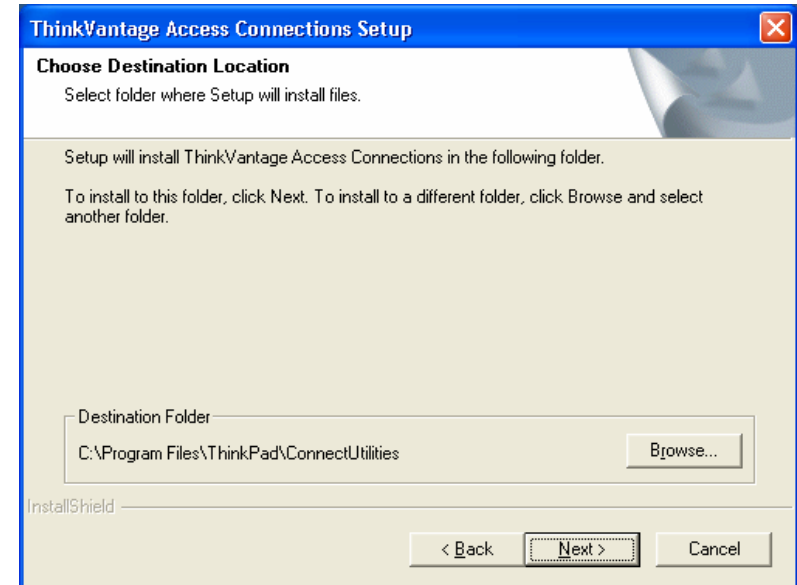 ThinkVantage Access Connections Setup
Choose Destination Location
Select folder where Setup will install files.
Setup will install ThinkVantage Access Connections in the following folder.
To install to this folder, click Next. To install to a different folder, click Browse and select
another folder.
Destination Folder
C:\Program Files\ThinkPad\ConnectUtilities
Browse...
InstallShield
< Back
Next >
Cancel